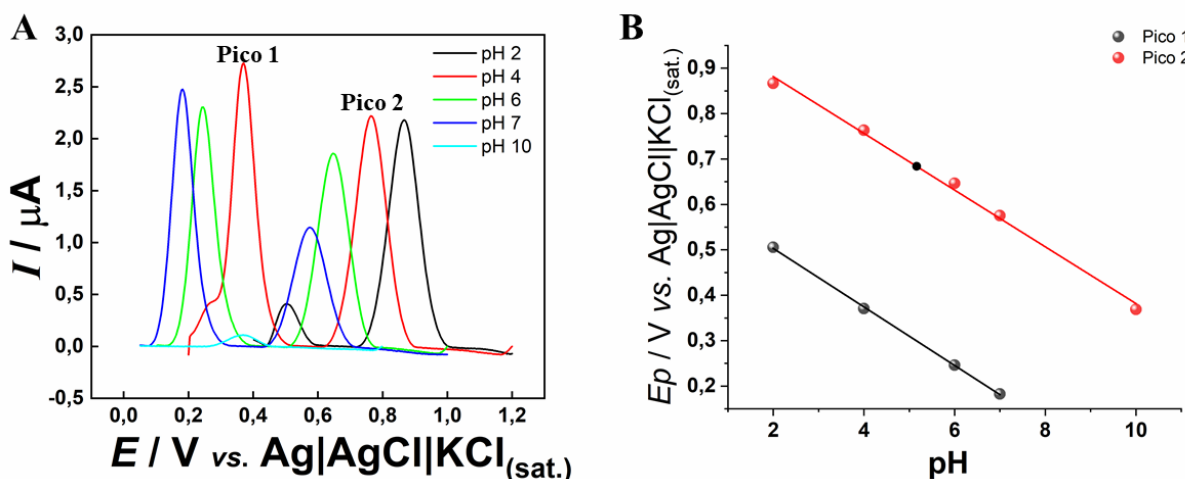 A
3,0
2,5
2,0
1,5
1,0
0,5
0,0
-0,5
I / μA
Pico 1
Pico 2
pH 2
pH 4
pH 6
pH 7
pH 10
0,0 0,2 0,4 0,6 0,8 1,0 1,2
E / V vs. Ag|AgCl||KCl(sat.)
B
Pico 1
Pico 2
0,9
0,8
0,7
0,6
0,5
0,4
0,3
0,2
Ep / V vs. Ag|AgCl||KCl(sat.)
2 4 6 8 10
pH